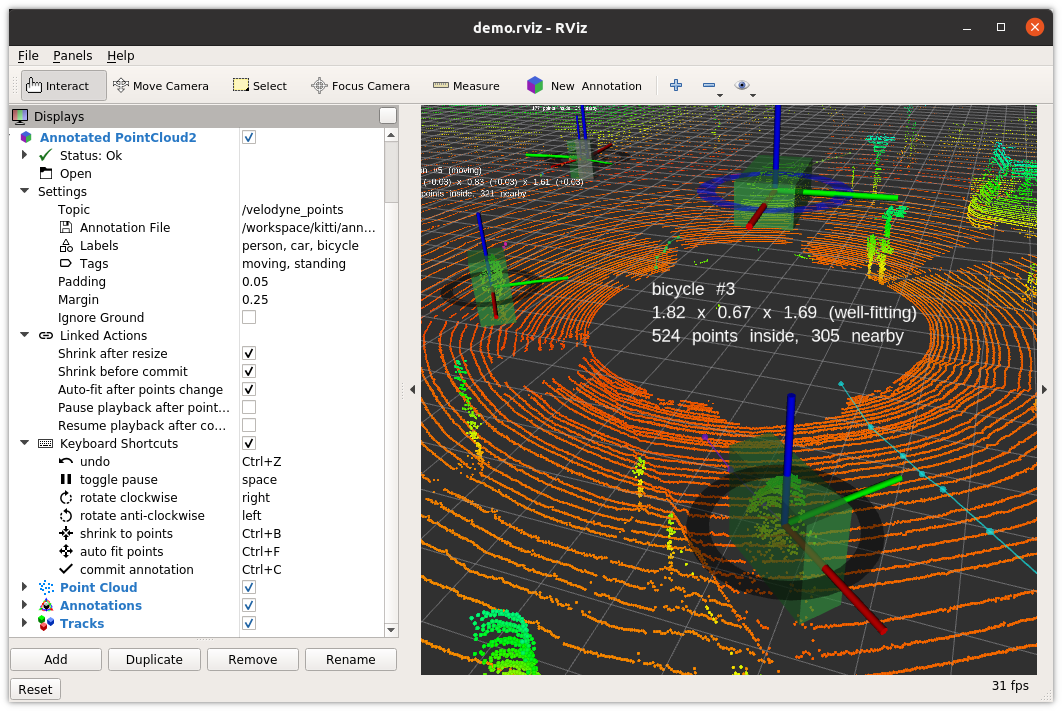 demo.rviz - RViz
File Panels Help
Interact Move Camera Select Focus Camera Measure New Annotation
Displays
Annotated PointCloud2
Status: Ok
Open
Settings
Topic /velodyne_points
Annotation File /workspace/kitti/ann...
Labels person, car, bicycle
Tags moving, standing
Padding 0.05
Margin 0.25
Ignore Ground
Linked Actions
Shrink after resize
Shrink before commit
Auto-fit after points change
Pause playback after point...
Resume playback after co...
Keyboard Shortcuts
undo Ctrl+Z
toggle pause space
rotate clockwise right
rotate anti-clockwise left
shrink to points Ctrl+B
auto fit points Ctrl+F
commit annotation Ctrl+C
Point Cloud
Annotations
Tracks
Add Duplicate Remove Rename
Reset
#5 (moving)
(+0.03) x 0.83 (+0.03) x 1.61 (+0.03)
points inside, 321 nearby
bicycle #3
1.82 x 0.67 x 1.69 (well-fitting)
524 points inside, 305 nearby
31 fps